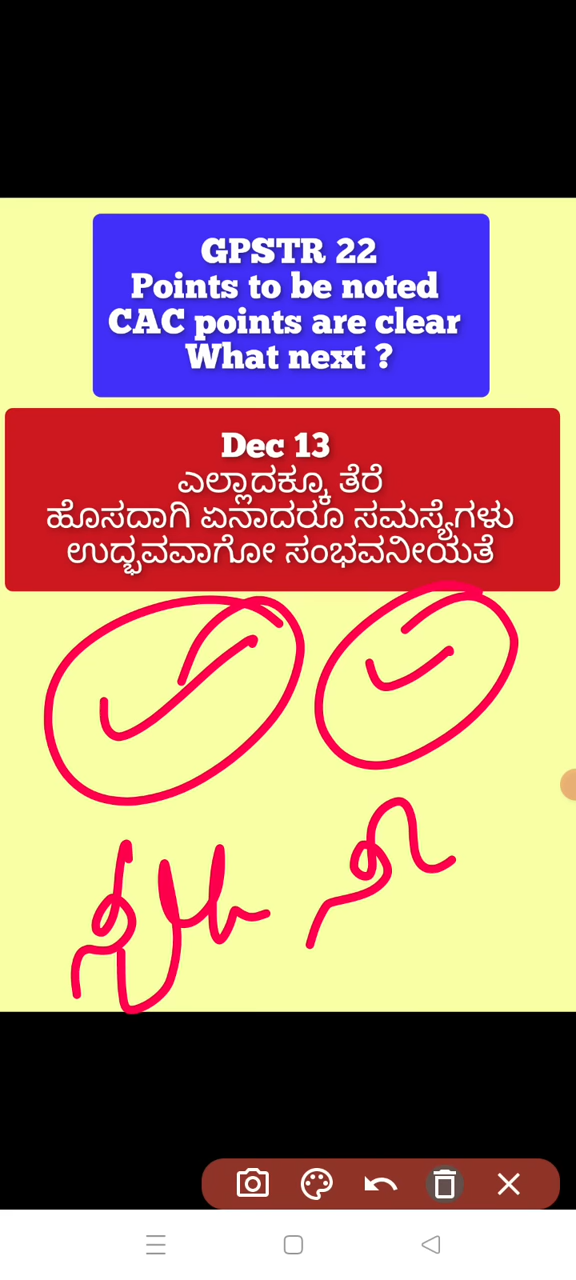 GPSTR 22
Points to be noted
CAC points are clear
What next ?
Dec 13
ಎಲ್ಲಾದಕ್ಕೂ ತೆರೆ
ಹೊಸದಾಗಿ ಏನಾದರೂ ಸಮಸ್ಯೆಗಳು
ಉದ್ಭವವಾಗೋ ಸಂಭವನೀಯತೆ